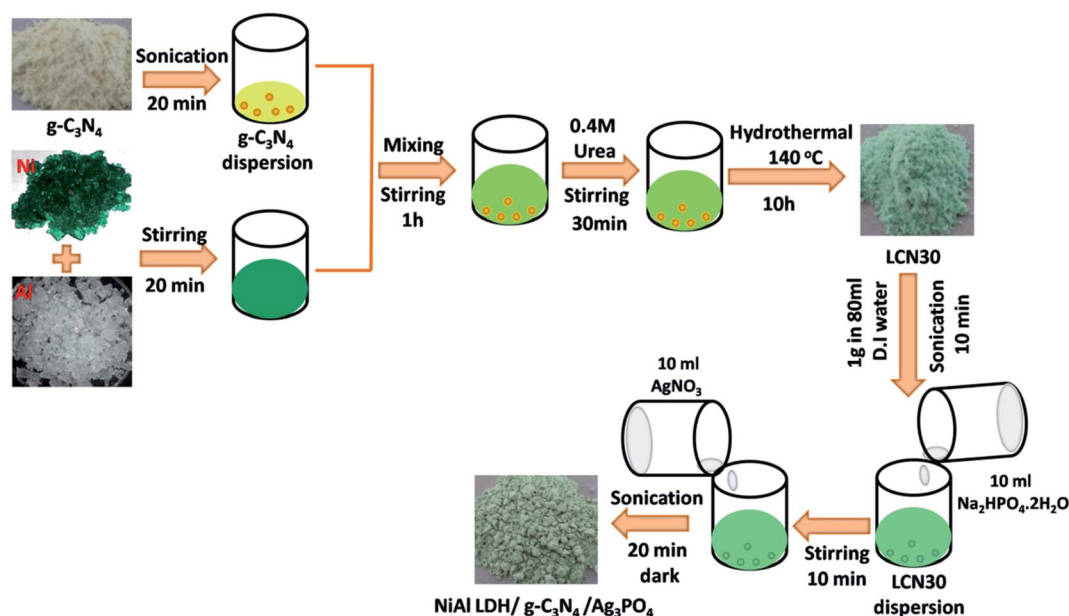 Sonication
20 min
g-C₃N₄
g-C₃N₄
dispersion
Ni
Al
Stirring
20 min
Mixing
Stirring
1h
0.4M
Urea
Stirring
30min
Hydrothermal
140 °C
10h
LCN30
1g in 80ml
D.I water
Sonication
10 min
10 ml
Na₂HPO₄.2H₂O
LCN30
dispersion
Stirring
10 min
10 ml
AgNO₃
Sonication
20 min
dark
NiAl LDH/ g-C₃N₄ /Ag₃PO₄